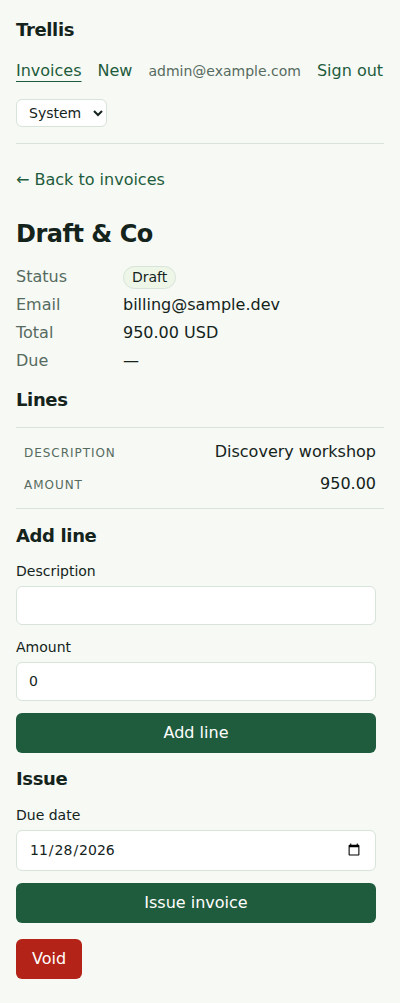 Trellis
Invoices New admin@example.com Sign out
System
← Back to invoices
Draft & Co
Status Draft
Email billing@sample.dev
Total 950.00 USD
Due —
Lines
DESCRIPTION Discovery workshop
AMOUNT 950.00
Add line
Description
Amount
0
Add line
Issue
Due date
11/28/2026
Issue invoice
Void